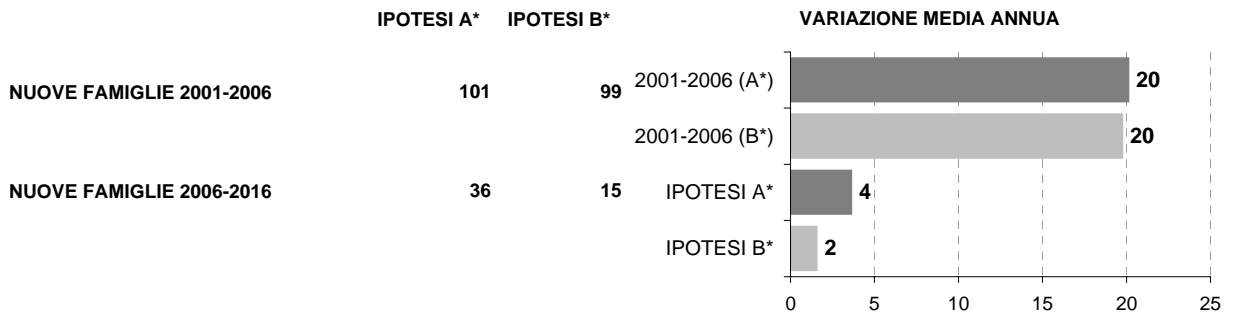 IPOTESI A* IPOTESI B* VARIAZIONE MEDIA ANNUA
NUOVE FAMIGLIE 2001-2006 101 99
NUOVE FAMIGLIE 2006-2016 36 15
2001-2006 (A*) 20
2001-2006 (B*) 20
IPOTESI A* 4
IPOTESI B* 2
0 5 10 15 20 25